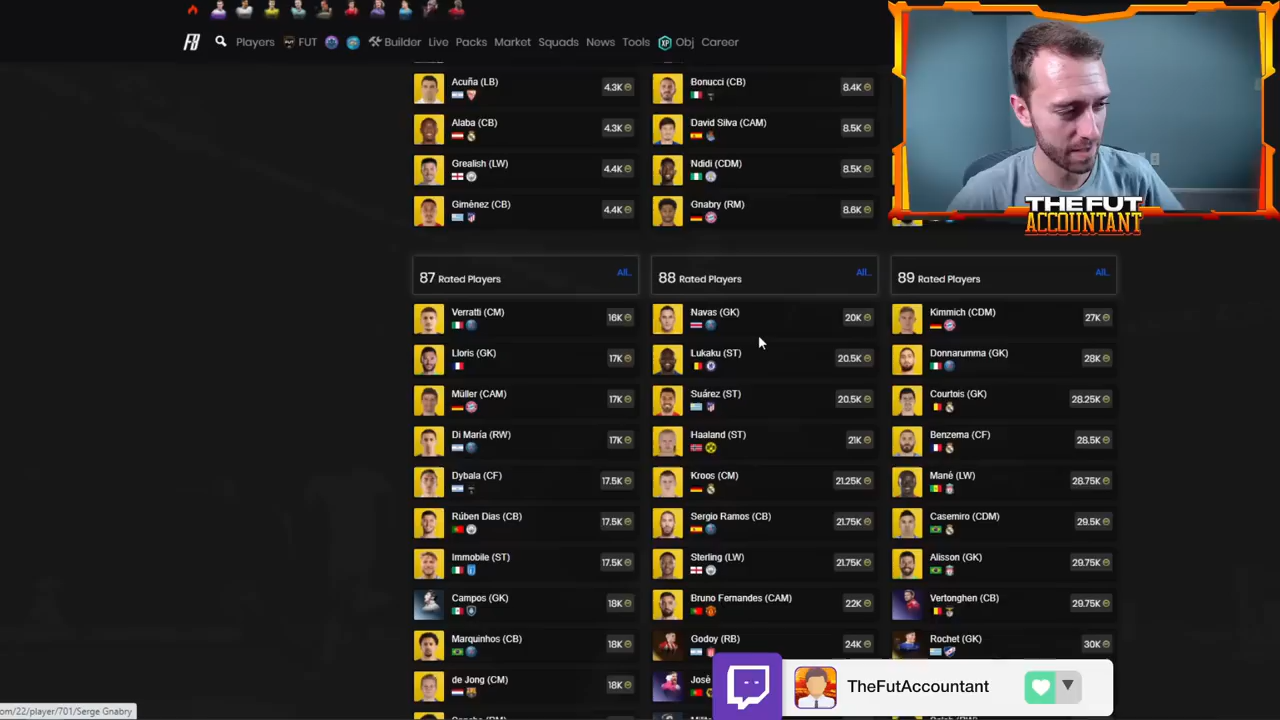 Players FUT Builder Live Packs Market Squads News Tools XP Obj Career
Acuña (LB) 4.3K
Alaba (CB) 4.3K
Grealish (LW) 4.4K
Giménez (CB) 4.4K
Bonucci (CB) 8.4K
David Silva (CAM) 8.5K
Ndidi (CDM) 8.5K
Gnabry (RM) 8.6K
THE FUT
ACCOUNTANT
87 Rated Players All..
Verratti (CM) 16K
Lloris (GK) 17K
Müller (CAM) 17K
Di María (RW) 17K
Dybala (CF) 17.5K
Rúben Dias (CB) 17.5K
Immobile (ST) 17.5K
Campos (GK) 18K
Marquinhos (CB) 18K
de Jong (CM) 18K
88 Rated Players All..
Navas (GK) 20K
Lukaku (ST) 20.5K
Suárez (ST) 20.5K
Haaland (ST) 21K
Kroos (CM) 21.25K
Sergio Ramos (CB) 21.75K
Sterling (LW) 21.75K
Bruno Fernandes (CAM) 22K
Godoy (RB) 24K
José
89 Rated Players All..
Kimmich (CDM) 27K
Donnarumma (GK) 28K
Courtois (GK) 28.25K
Benzema (CF) 28.5K
Mané (LW) 28.75K
Casemiro (CDM) 29.5K
Alisson (GK) 29.75K
Vertonghen (CB) 29.75K
Rochet (GK) 30K
TheFutAccountant
om/22/player/701/Serge Gnabry